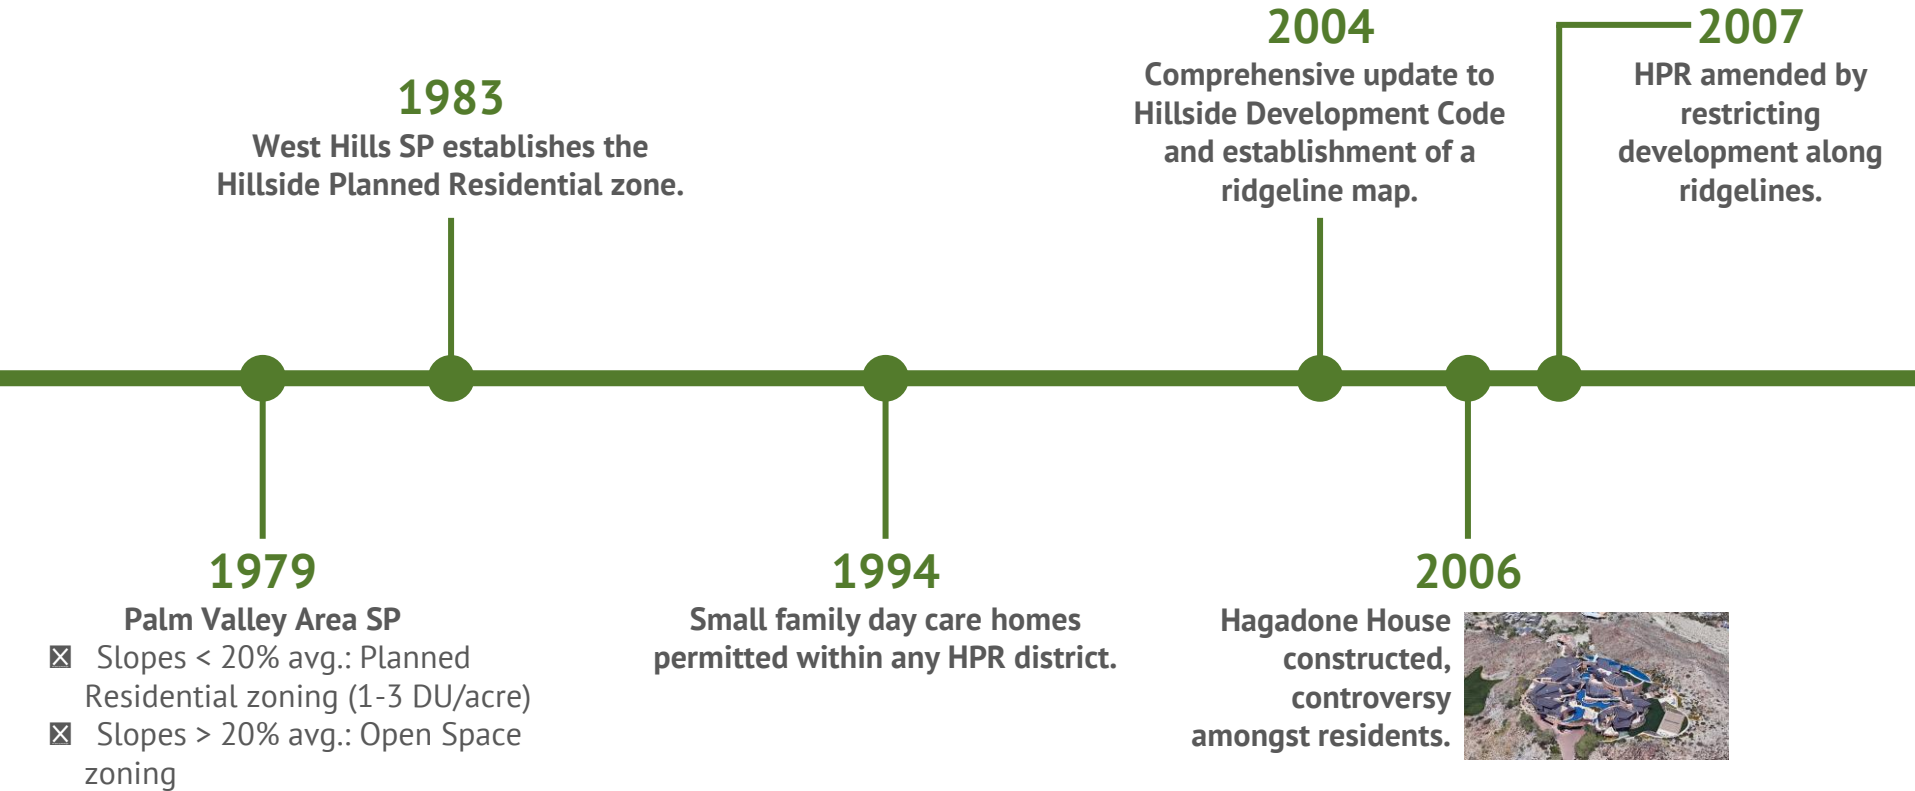 1979
Palm Valley Area SP
☒ Slopes < 20% avg.: Planned
Residential zoning (1-3 DU/acre)
☒ Slopes > 20% avg.: Open Space
zoning
1983
West Hills SP establishes the
Hillside Planned Residential zone.
1994
Small family day care homes
permitted within any HPR district.
2004
Comprehensive update to
Hillside Development Code
and establishment of a
ridgeline map.
2006
Hagadone House
constructed,
controversy
amongst residents.
2007
HPR amended by
restricting
development along
ridgelines.